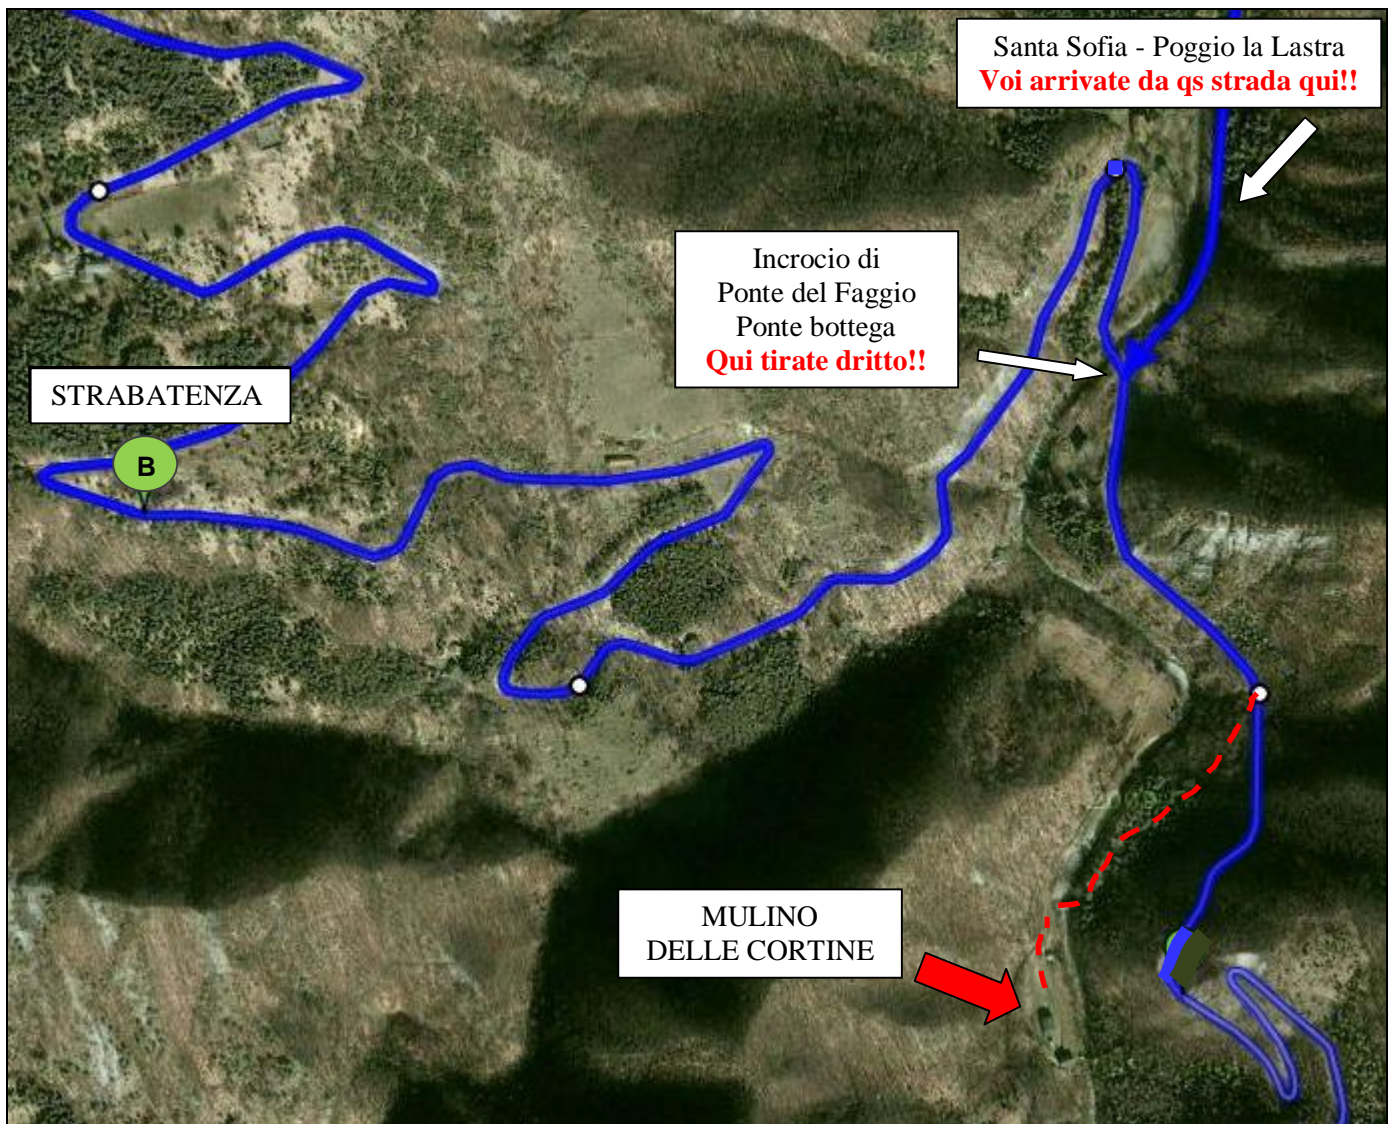 Santa Sofia - Poggio la Lastra
Voi arrivate da qs strada qui!!
Incrocio di
Ponte del Faggio
Ponte bottega
Qui tirate dritto!!
STRABATENZA
B
MULINO
DELLE CORTINE